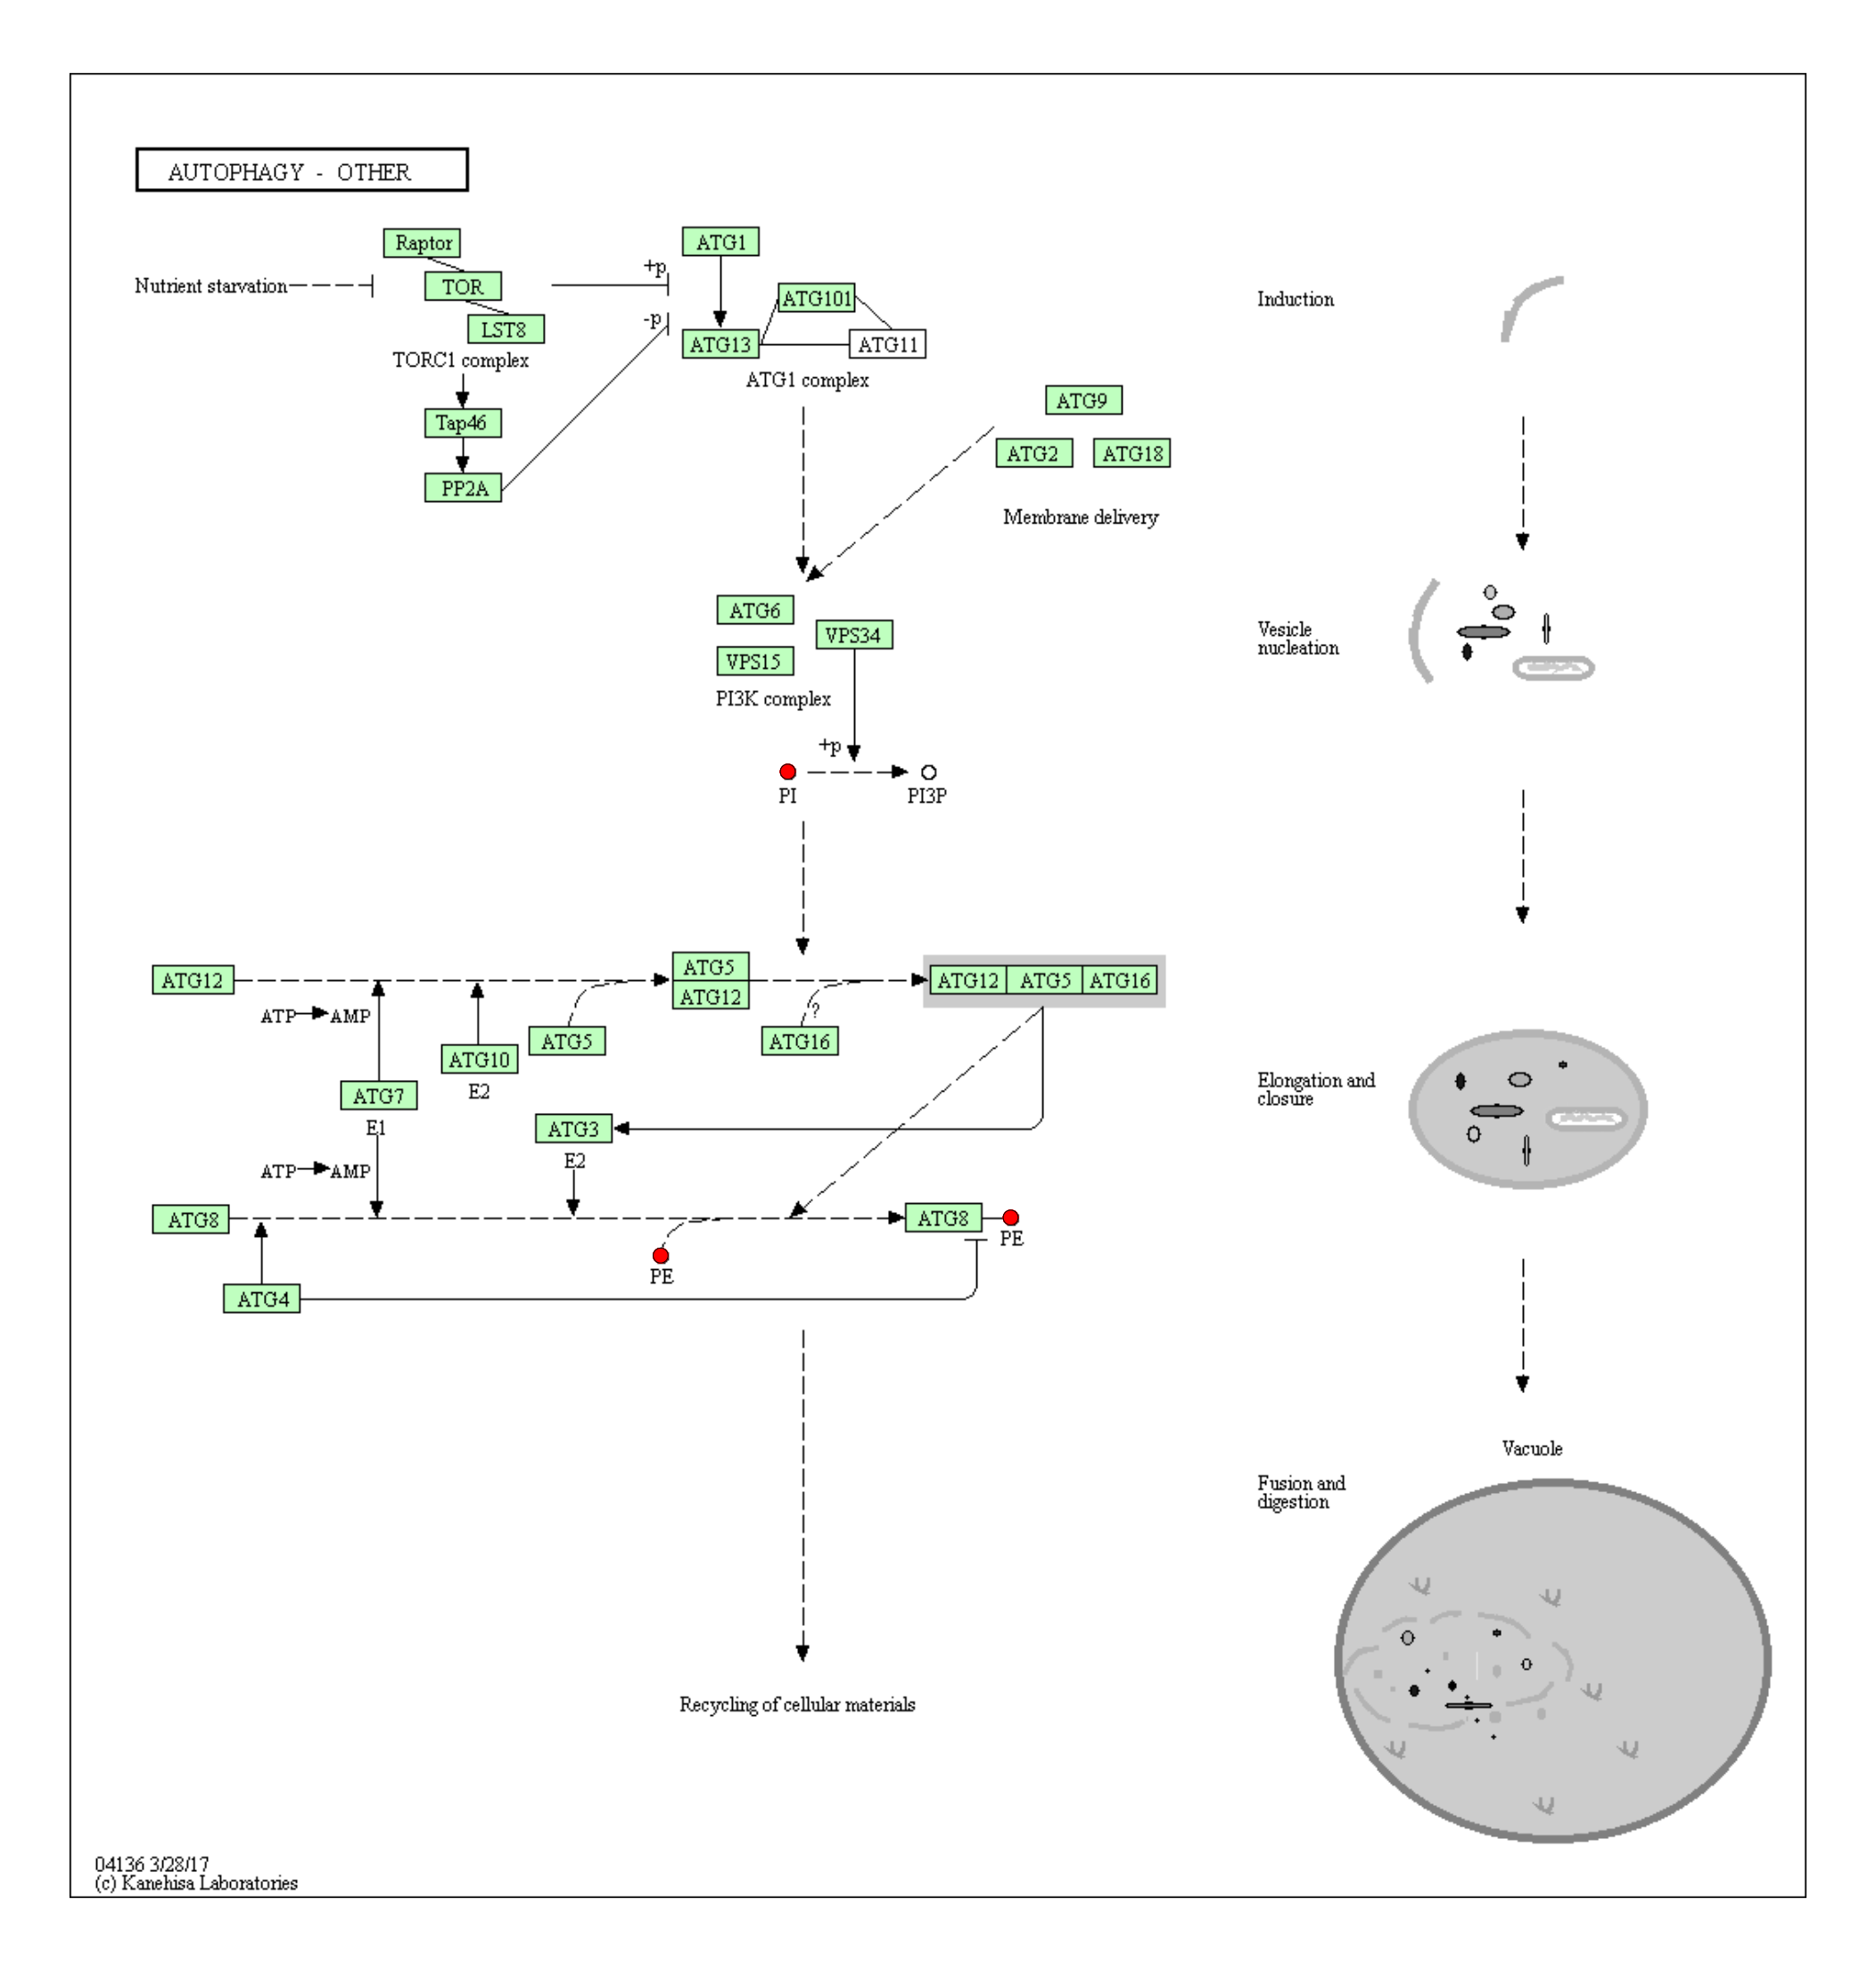 AUTOPHAGY - OTHER
Raptor
ATG1
+p
Nutrient starvation
TOR
ATG101
Induction
-p
LST8
ATG13
ATG11
TORC1 complex
ATG1 complex
ATG9
Tap46
ATG2
ATG18
PP2A
Membrane delivery
ATG6
VPS34
Vesicle
nucleation
VPS15
PI3K complex
+p
PI
PI3P
ATG5
ATG12
ATG12
ATG5
ATG16
ATG12
?
ATP
AMP
ATG5
ATG16
ATG10
E2
Elongation and
closure
ATG7
E1
ATG3
E2
ATP
AMP
ATG8
ATG8
PE
PE
ATG4
Vacuole
Fusion and
digestion
Recycling of cellular materials
04136 3/28/17
(c) Kanehisa Laboratories